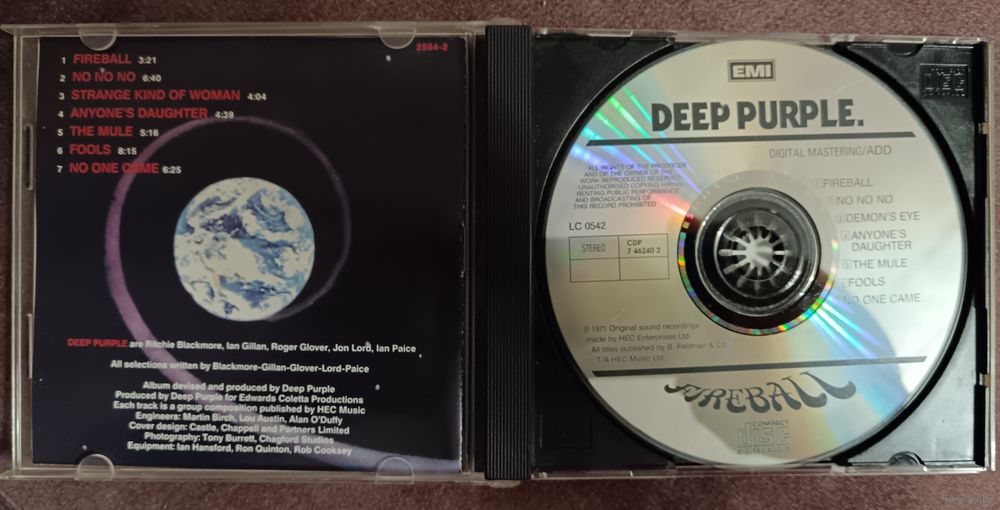 2564-2
1 FIREBALL 3:21
2 NO NO NO 6:40
3 STRANGE KIND OF WOMAN 4:04
4 ANYONE'S DAUGHTER 4:39
5 THE MULE 5:16
6 FOOLS 8:15
7 NO ONE CAME 6:25
DEEP PURPLE are Ritchie Blackmore, Ian Gillan, Roger Glover, Jon Lord, Ian Paice
All selections written by Blackmore-Gillan-Glover-Lord-Paice
Album devised and produced by Deep Purple
Produced by Deep Purple for Edwards Coletta Productions
Each track is a group composition published by HEC Music
Engineers: Martin Birch, Lou Austin, Alan O'Duffy
Cover design: Castle, Chappell and Partners Limited
Photography: Tony Burrett, Chagford Studios
Equipment: Ian Hansford, Ron Quinton, Rob Cooksey
EMI
DEEP PURPLE.
DIGITAL MASTERING/ADD
ALL RIGHTS OF THE PRODUCER
AND OF THE OWNER OF THE
WORK REPRODUCED RESERVED
UNAUTHORISED COPYING HIRING
RENTING PUBLIC PERFORMANCE
AND BROADCASTING OF
THIS RECORD PROHIBITED
LC 0542
STEREO
CDP
7 46240 2
1 FIREBALL
2 NO NO NO
3 DEMON'S EYE
4 ANYONE'S
DAUGHTER
5 THE MULE
FOOLS
NO ONE CAME
℗ 1971 Original sound recordings
made by HEC Enterprises Ltd
All titles published by B. Feldman & Co
T/A HEC Music Ltd
FIREBALL
COMPACT
disc
DIGITAL AUDIO